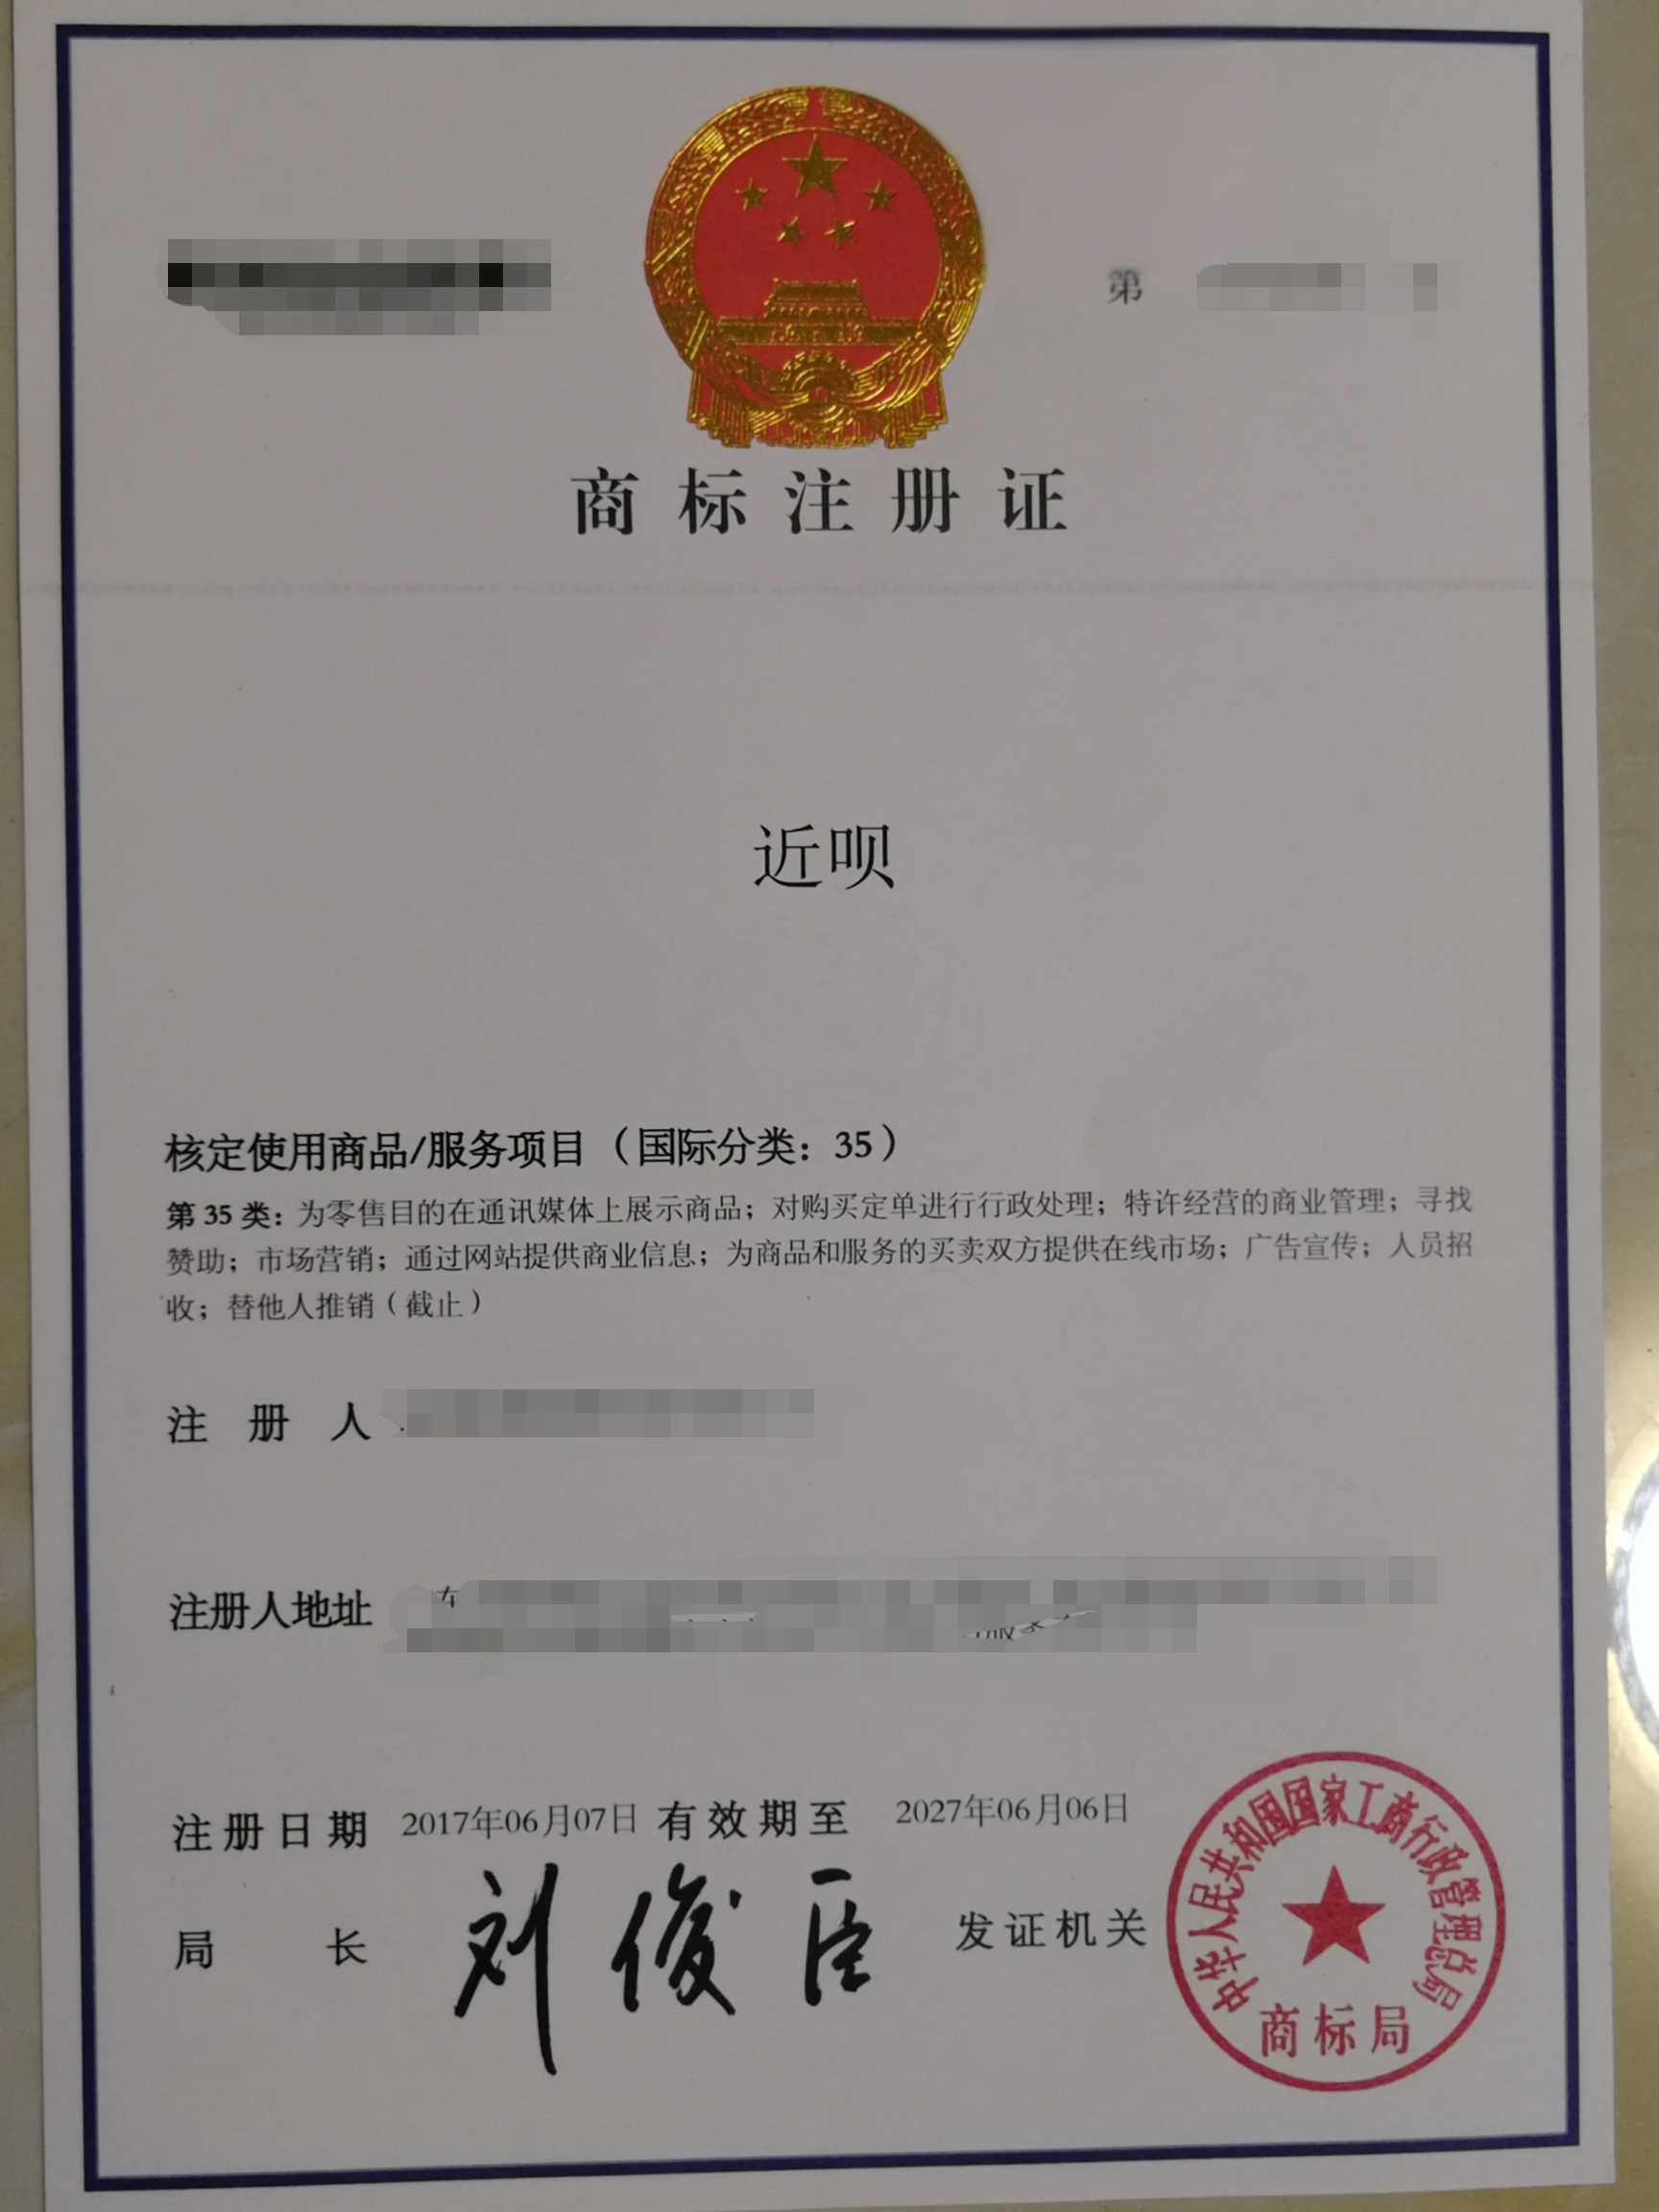 第
商标注册证
近呗
核定使用商品/服务项目（国际分类：35）
第 35 类：为零售目的在通讯媒体上展示商品；对购买定单进行行政处理；特许经营的商业管理；寻找
赞助；市场营销；通过网站提供商业信息；为商品和服务的买卖双方提供在线市场；广告宣传；人员招
收；替他人推销（截止）
注册人
注册人地址
注册日期 2017年06月07日 有效期至 2027年06月06日
局长 刘俊臣 发证机关
中华人民共和国国家工商行政管理总局
商标局